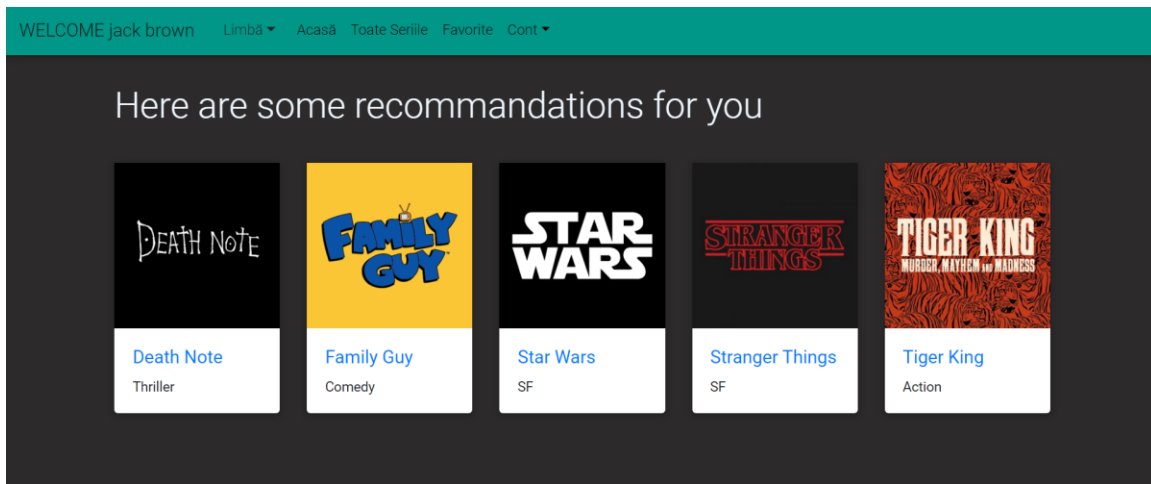 WELCOME jack brown Limbă Acasă Toate Seriile Favorite Cont
Here are some recommandations for you
DEATH NOTE
FAMILY
GUY
STAR
WARS
STRANGER
THINGS
TIGER KING
MURDER, MAYHEM AND MADNESS
Death Note Family Guy Star Wars Stranger Things Tiger King
Thriller Comedy SF SF Action